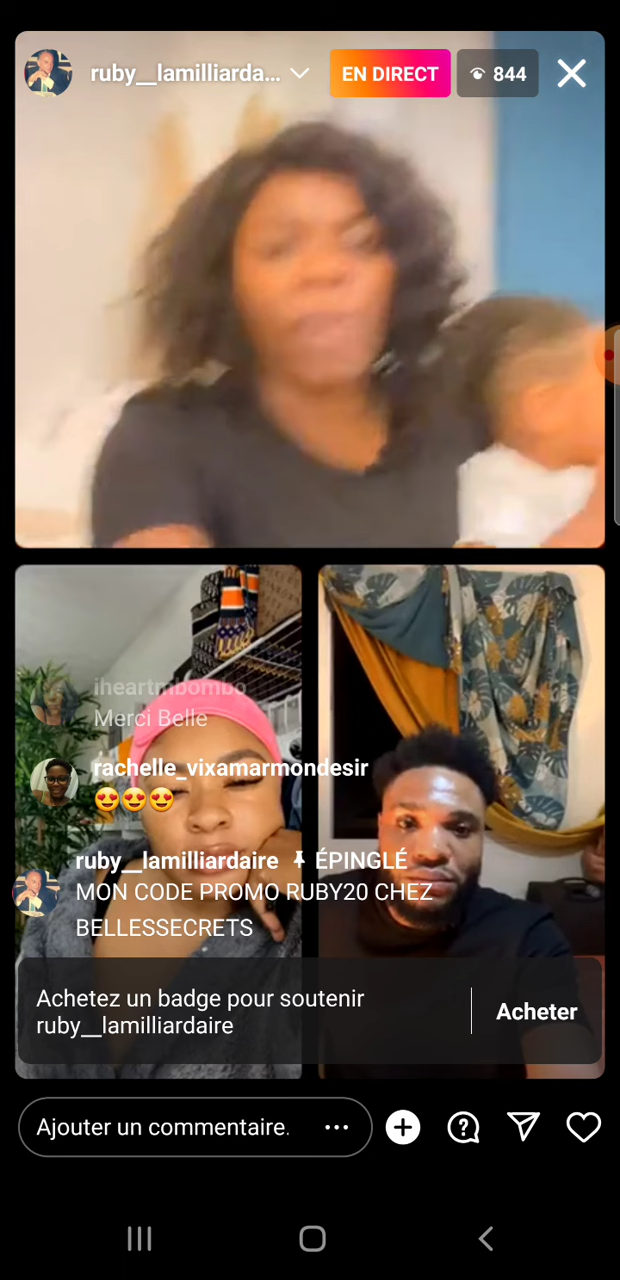 ruby__lamilliarda...
EN DIRECT
844
iheartmbombo
Merci Belle
rachelle_vixamarmondesir
😍😍😍
ruby__lamilliardaire ÉPINGLÉ
MON CODE PROMO RUBY20 CHEZ
BELLESSECRETS
Achetez un badge pour soutenir
ruby__lamilliardaire
Acheter
Ajouter un commentaire.